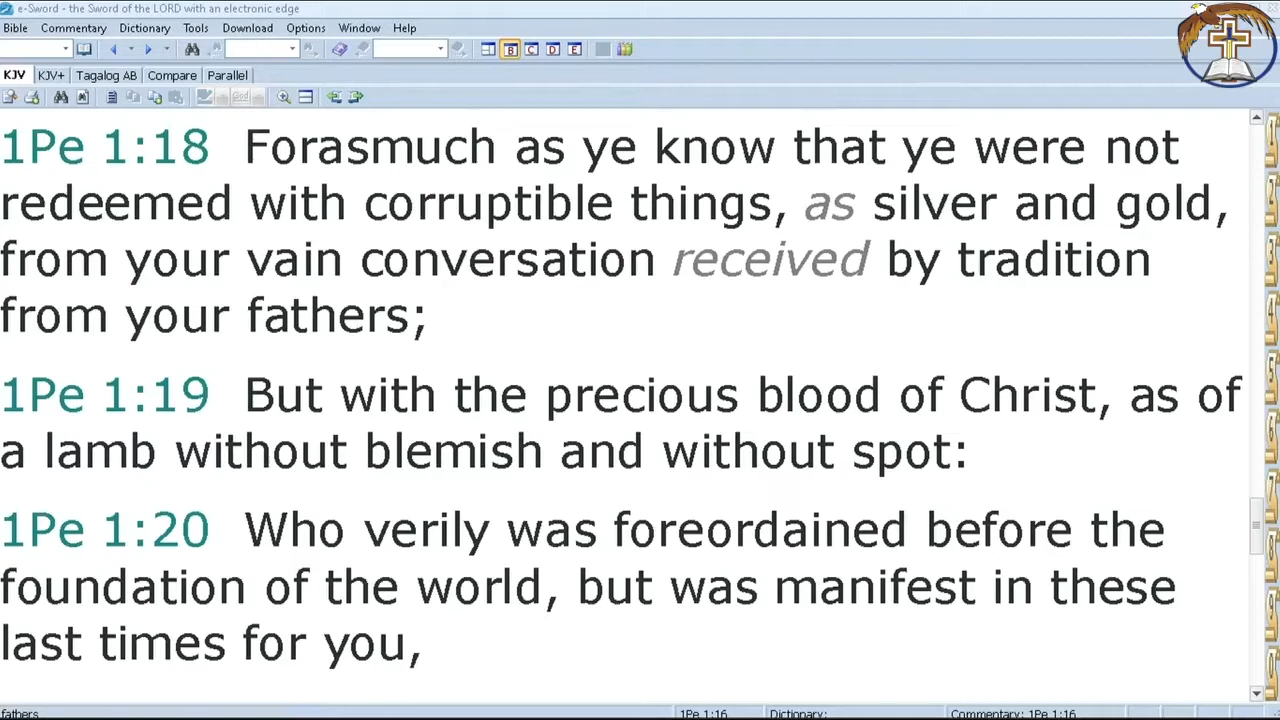 e-Sword - the Sword of the LORD with an electronic edge
Bible Commentary Dictionary Tools Download Options Window Help
B C D E
KJV KJV+ Tagalog AB Compare Parallel
1Pe 1:18 Forasmuch as ye know that ye were not
redeemed with corruptible things, as silver and gold,
from your vain conversation received by tradition
from your fathers;
1Pe 1:19 But with the precious blood of Christ, as of
a lamb without blemish and without spot:
1Pe 1:20 Who verily was foreordained before the
foundation of the world, but was manifest in these
last times for you,
fathers 1Pe 1:16 Dictionary: Commentary: 1Pe 1:16